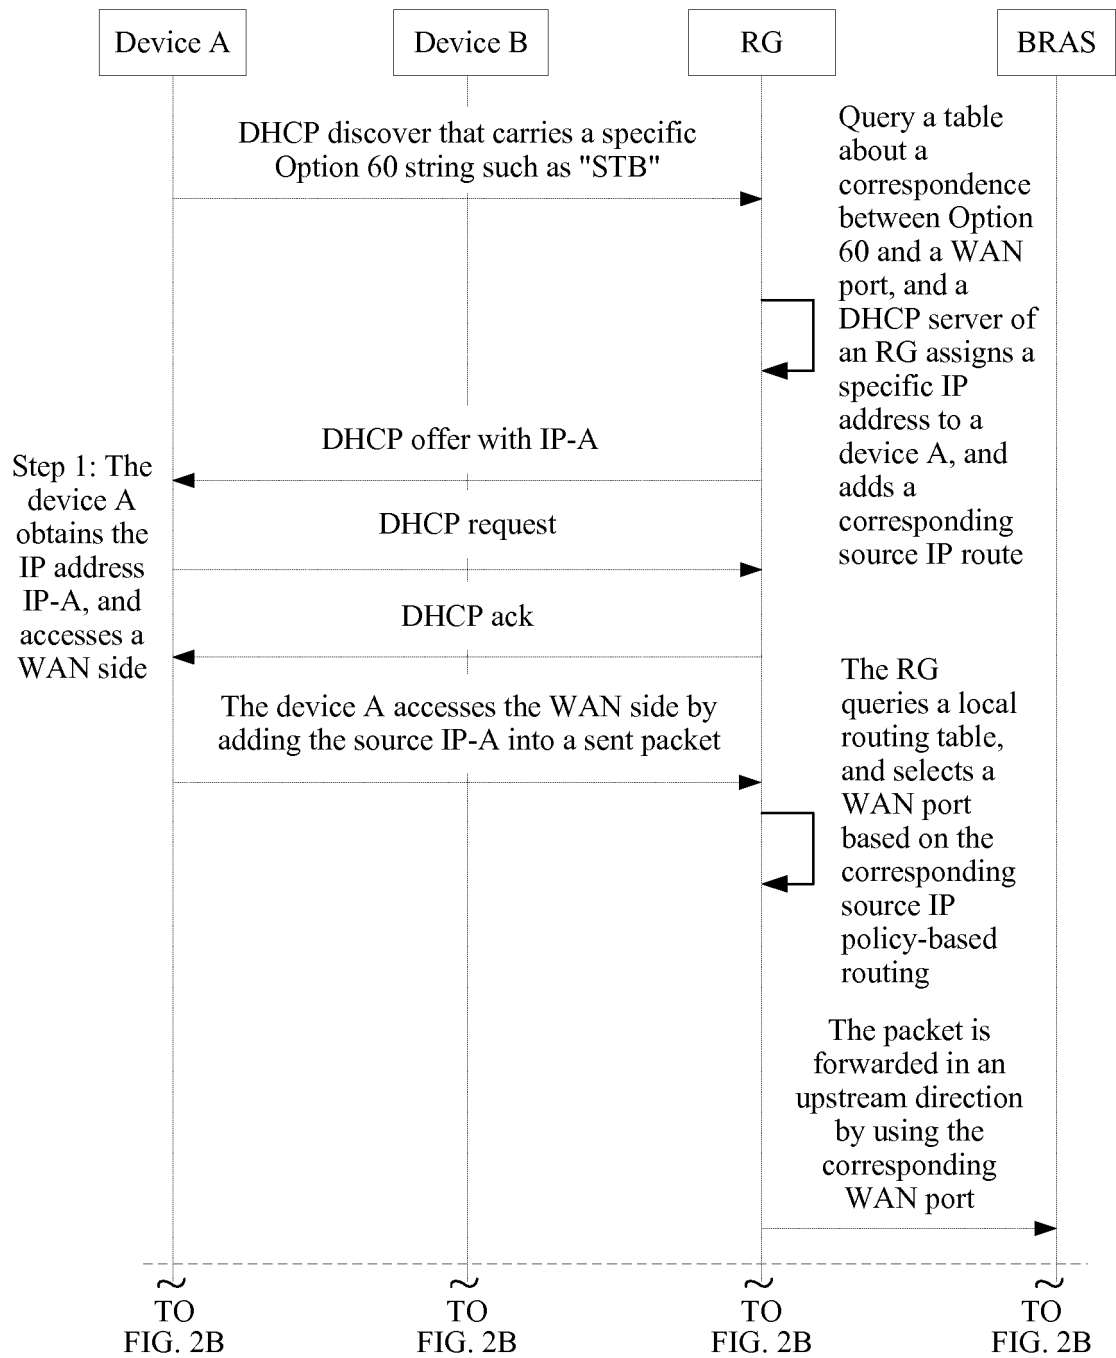 Device A
Device B
RG
BRAS
DHCP discover that carries a specific
Option 60 string such as "STB"
Query a table
about a
correspondence
between Option
60 and a WAN
port, and a
DHCP server of
an RG assigns a
specific IP
address to a
device A, and
adds a
corresponding
source IP route
DHCP offer with IP-A
Step 1: The
device A
obtains the
IP address
IP-A, and
accesses a
WAN side
DHCP request
DHCP ack
The device A accesses the WAN side by
adding the source IP-A into a sent packet
The RG
queries a local
routing table,
and selects a
WAN port
based on the
corresponding
source IP
policy-based
routing
The packet is
forwarded in an
upstream direction
by using the
corresponding
WAN port
TO
FIG. 2B
TO
FIG. 2B
TO
FIG. 2B
TO
FIG. 2B